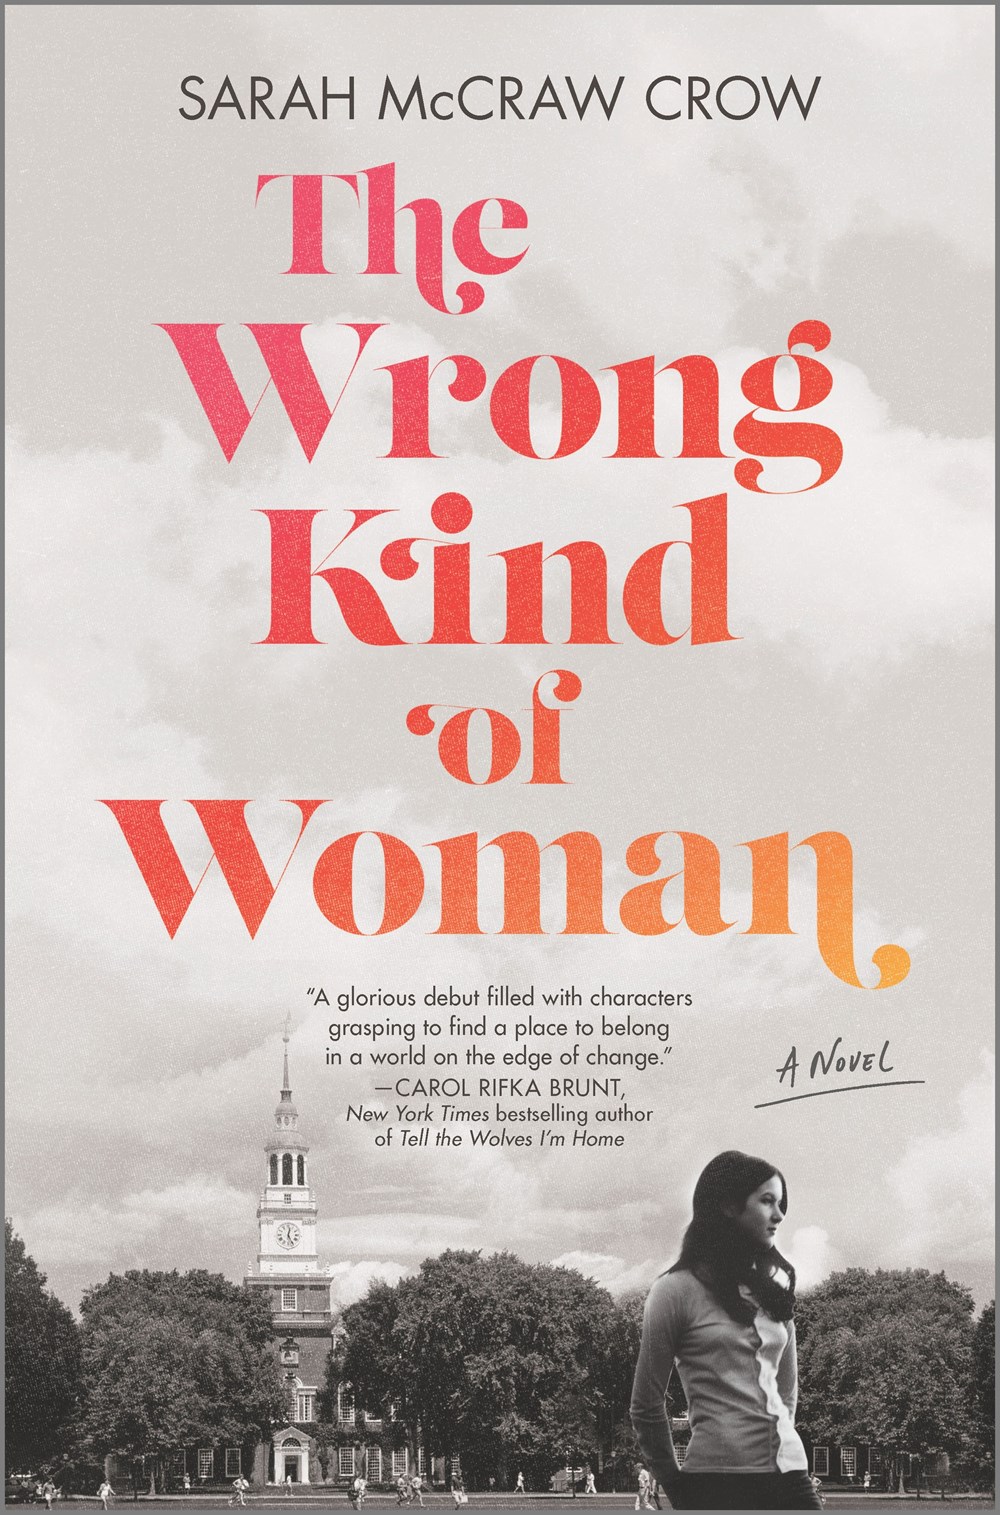 SARAH McCRAW CROW
The
Wrong
Kind
of
Woman
“A glorious debut filled with characters
grasping to find a place to belong
in a world on the edge of change.”
—CAROL RIFKA BRUNT,
New York Times bestselling author
of Tell the Wolves I’m Home
A NOVEL